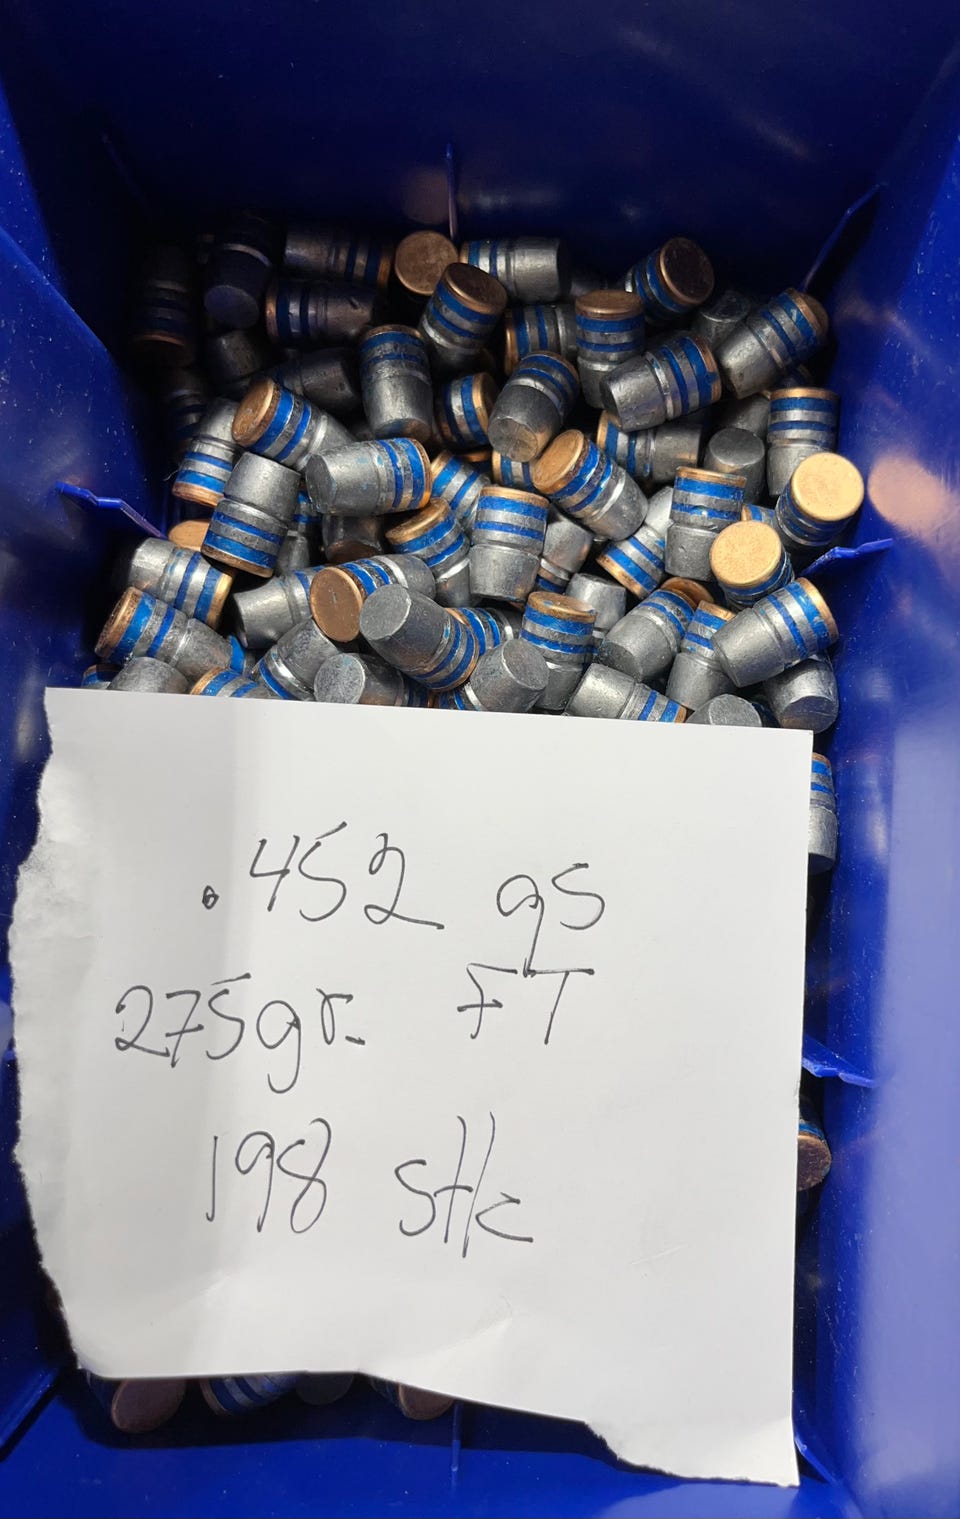 .452 gs
275gr. FT
198 stk